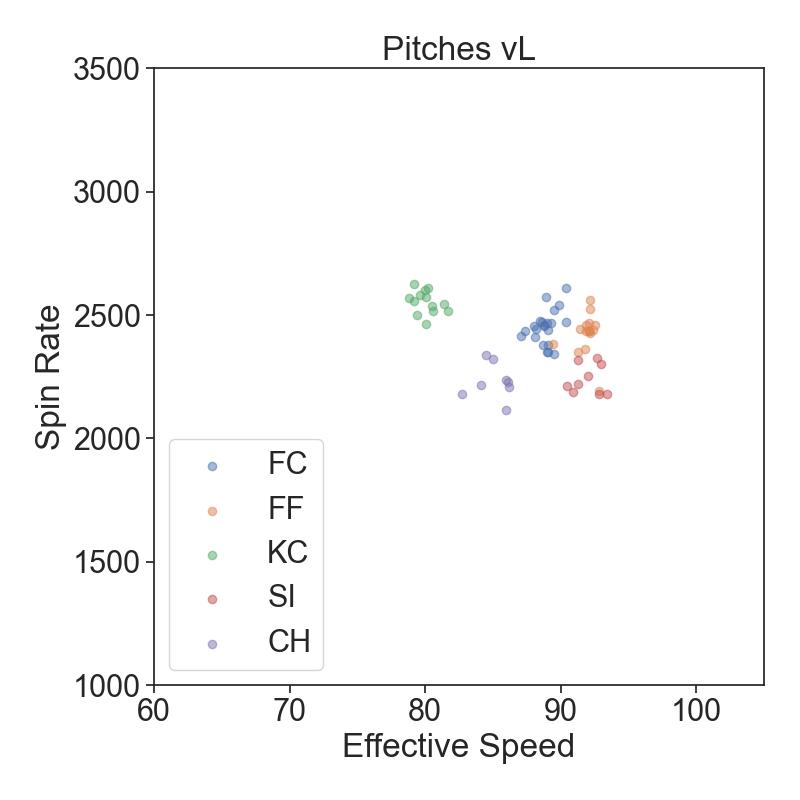 Pitches vL
3500
3000
2500
2000
1500
1000
Spin Rate
FC
FF
KC
SI
CH
60 70 80 90 100
Effective Speed